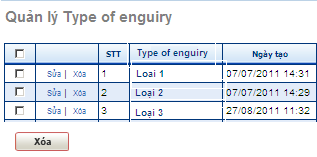 Quản lý Type of enguiry
STT Type of enguiry Ngày tạo
Sửa | Xóa 1 Loại 1 07/07/2011 14:31
Sửa | Xóa 2 Loại 2 07/07/2011 14:29
Sửa | Xóa 3 Loại 3 27/08/2011 11:32
Xóa